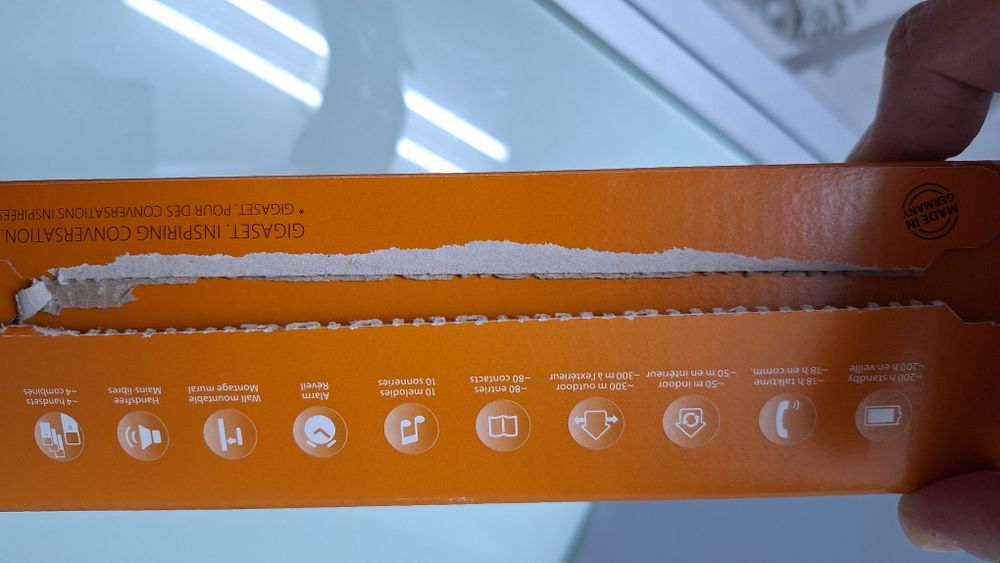 ~200 h standby
~200 h en veille
~18 h talktime
~18 h en comm.
~50 m indoor
~50 m en intérieur
~300 m outdoor
~300 m à l'extérieur
~80 entries
~80 contacts
10 melodies
10 sonneries
Alarm
Réveil
Wall mountable
Montage mural
Handsfree
Mains-libres
~4 handsets
~4 combinés
MADE IN
GERMANY
GIGASET. INSPIRING CONVERSATION.
* GIGASET. POUR DES CONVERSATIONS INSPIRÉES